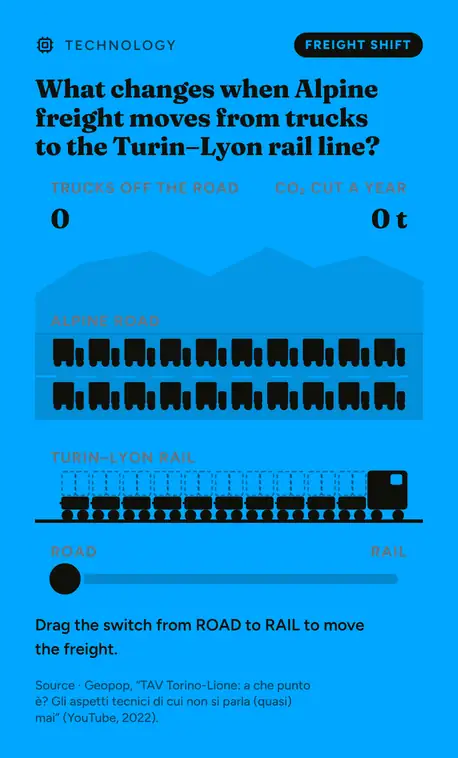 TECHNOLOGY
FREIGHT SHIFT
What changes when Alpine
freight moves from trucks
to the Turin–Lyon rail line?
TRUCKS OFF THE ROAD
CO₂ CUT A YEAR
0
0 t
ALPINE ROAD
TURIN–LYON RAIL
ROAD
RAIL
Drag the switch from ROAD to RAIL to move
the freight.
Source · Geopop, “TAV Torino-Lione: a che punto
è? Gli aspetti tecnici di cui non si parla (quasi)
mai” (YouTube, 2022).